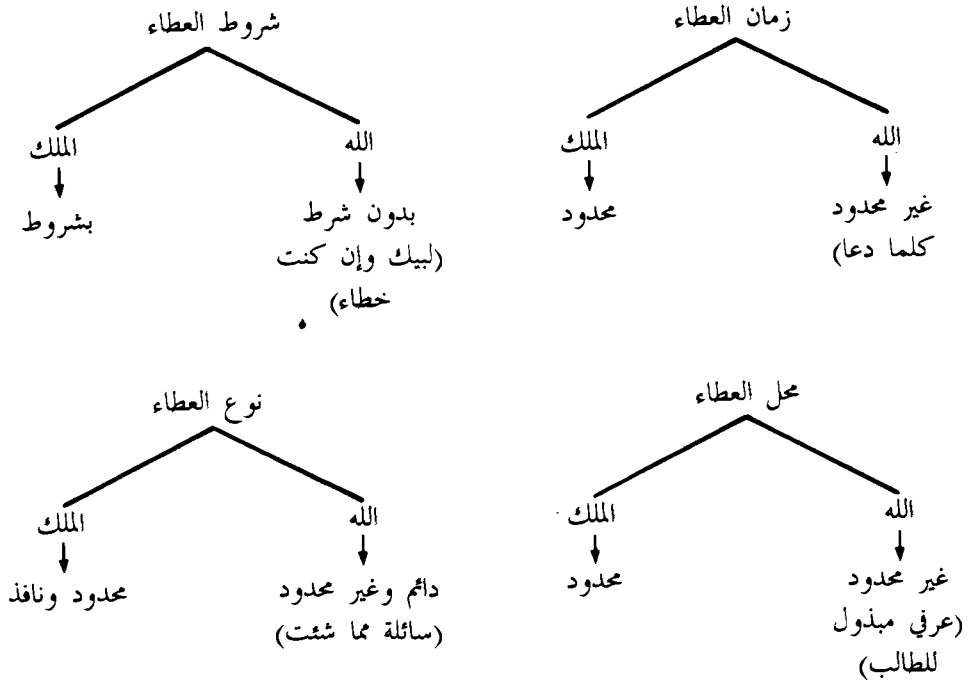 زمان العطاء
الله
الملك
غير محدود
كلما دعا)
محدود
شروط العطاء
الله
الملك
بدون شرط
(لبيك وإن كنت
خطاء)
بشروط
محل العطاء
الله
الملك
غير محدود
(عرفي مبذول
للطالب)
محدود
نوع العطاء
الله
الملك
دائم وغير محدود
(سائلة مما شئت)
محدود ونافذ